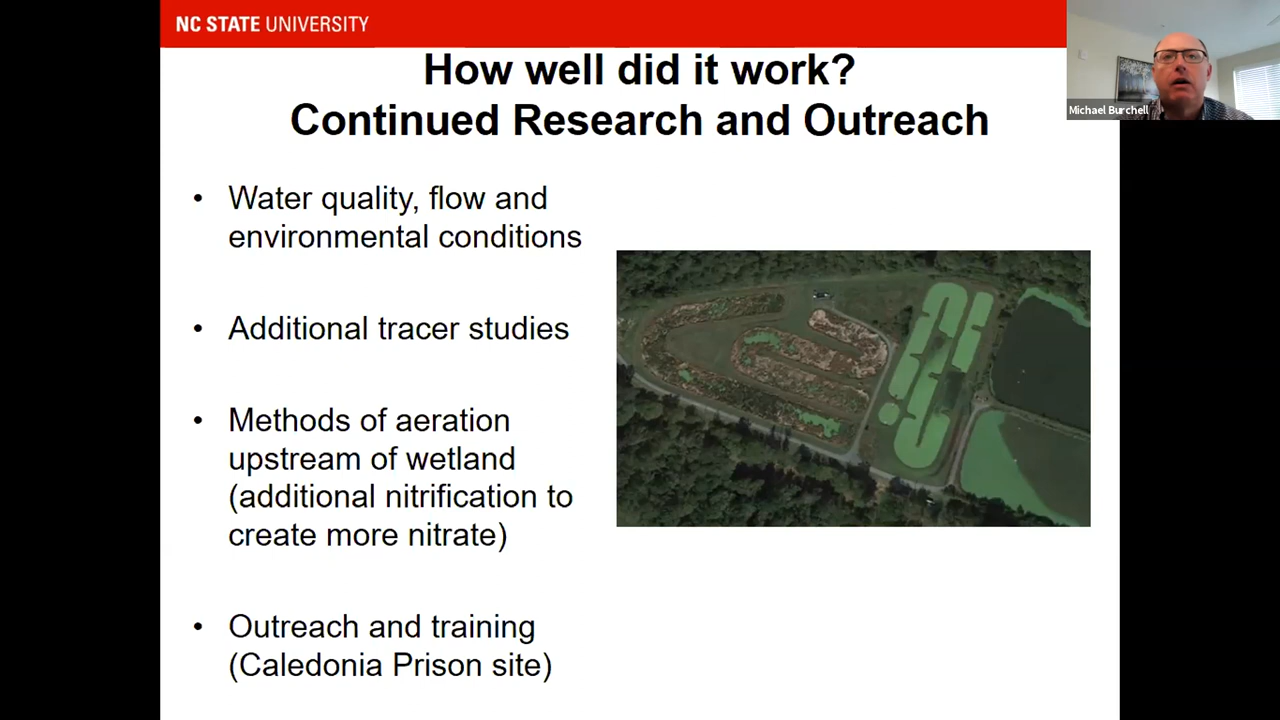 NC STATE UNIVERSITY
How well did it work?
Continued Research and Outreach
Michael Burchell
• Water quality, flow and
environmental conditions
• Additional tracer studies
• Methods of aeration
upstream of wetland
(additional nitrification to
create more nitrate)
• Outreach and training
(Caledonia Prison site)